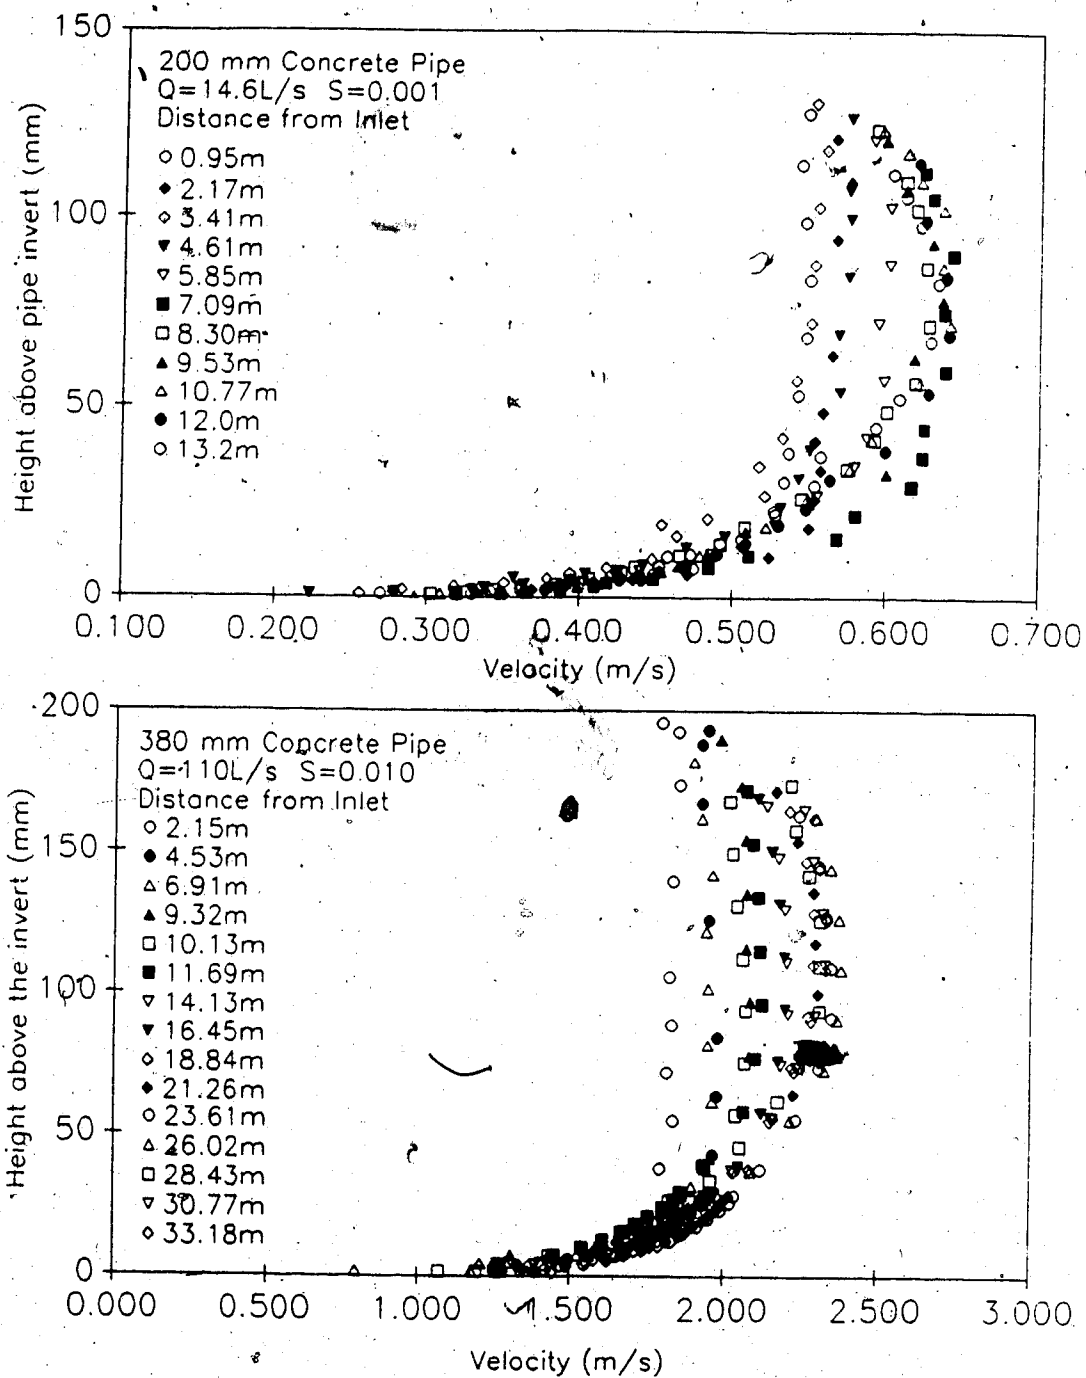 150
200 mm Concrete Pipe
Q=14.6L/s S=0.001
Distance from Inlet
0.95m
2.17m
3.41m
4.61m
5.85m
7.09m
8.30m
9.53m
10.77m
12.0m
13.2m
100
50
0
Height above pipe invert (mm)
0.100 0.200 0.300 0.400 0.500 0.600 0.700
Velocity (m/s)
200
380 mm Concrete Pipe
Q=110L/s S=0.010
Distance from Inlet
2.15m
4.53m
6.91m
9.32m
10.13m
11.69m
14.13m
16.45m
18.84m
21.26m
23.61m
26.02m
28.43m
30.77m
33.18m
150
100
50
0
Height above the invert (mm)
0.000 0.500 1.000 1.500 2.000 2.500 3.000
Velocity (m/s)